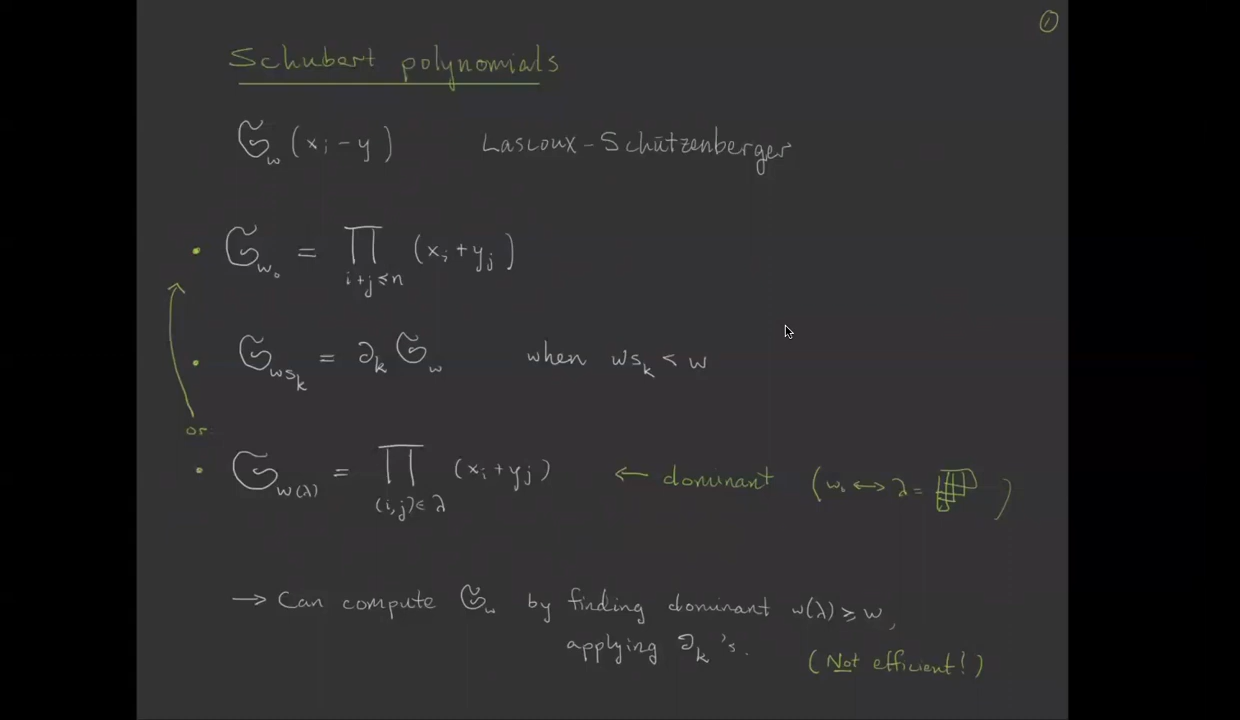 ①
Schubert polynomials
𝔖_w (x; -y) Lascoux - Schützenberger
• 𝔖_{w₀} = ∏_{i+j≤n} (x_i + y_j)
• 𝔖_{ws_k} = ∂_k 𝔖_w when ws_k < w
or
• 𝔖_{w(λ)} = ∏_{(i,j)∈λ} (x_i + y_j) ← dominant (w₀ ↔ λ = )
→ Can compute 𝔖_w by finding dominant w(λ) ≥ w,
applying ∂_k's.
(Not efficient!)